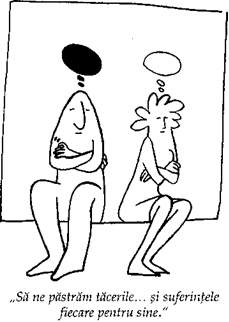 „Să ne păstrăm tăcerile... și suferințele
fiecare pentru sine.“